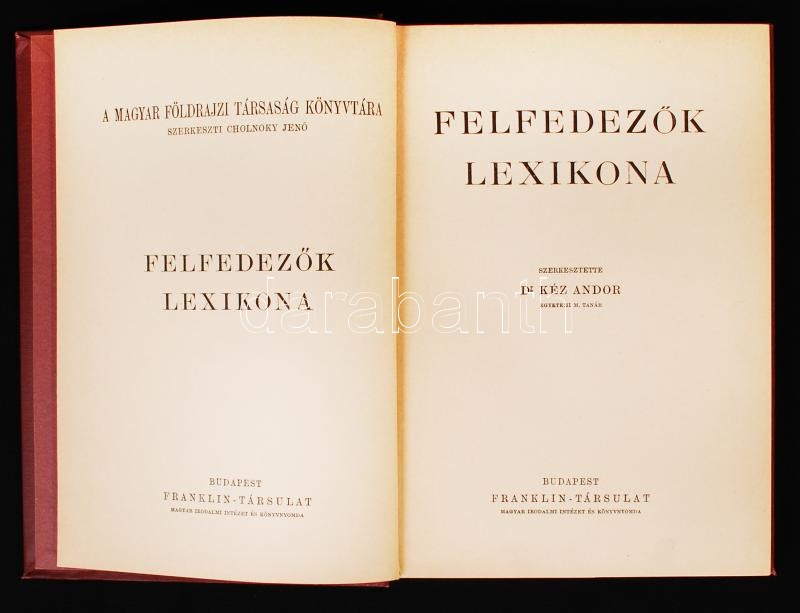 A MAGYAR FÖLDRAJZI TÁRSASÁG KÖNYVTÁRA
SZERKESZTI CHOLNOKY JENŐ
FELFEDEZŐK
LEXIKONA
BUDAPEST
FRANKLIN-TÁRSULAT
MAGYAR IRODALMI INTÉZET ÉS KÖNYVNYOMDA
FELFEDEZŐK
LEXIKONA
SZERKESZTETTE
Dr KÉZ ANDOR
EGYETEMI M. TANÁR
BUDAPEST
FRANKLIN-TÁRSULAT
MAGYAR IRODALMI INTÉZET ÉS KÖNYVNYOMDA
darabanth